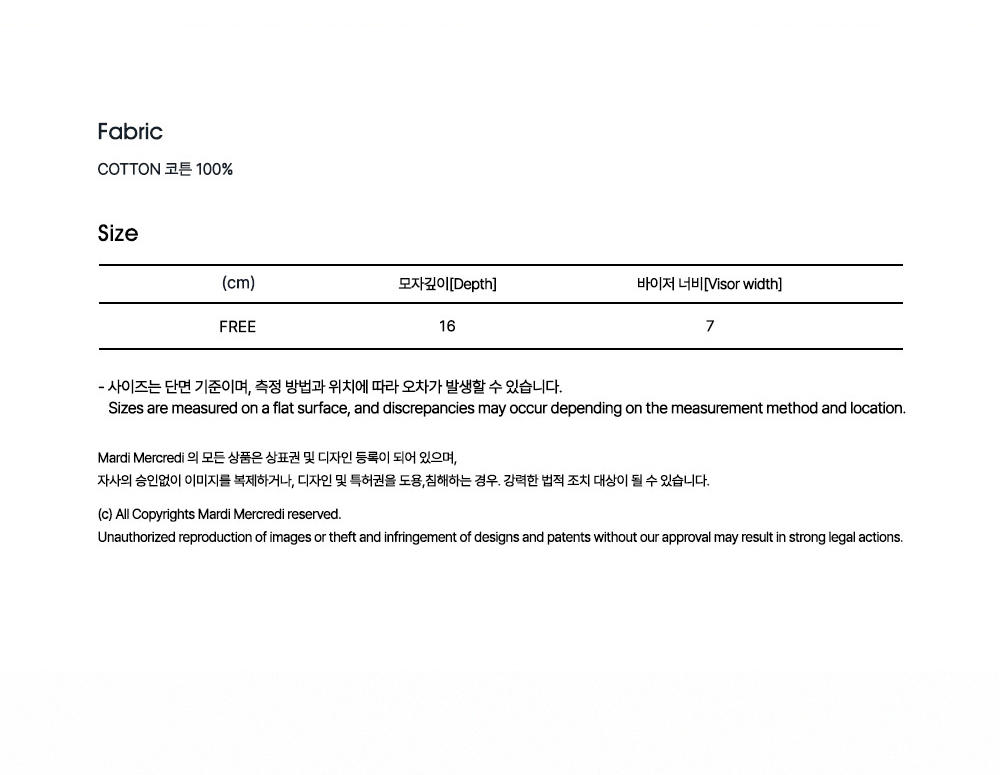 Fabric
COTTON 코튼 100%
Size
(cm) 모자깊이[Depth] 바이저 너비[Visor width]
FREE 16 7
- 사이즈는 단면 기준이며, 측정 방법과 위치에 따라 오차가 발생할 수 있습니다.
Sizes are measured on a flat surface, and discrepancies may occur depending on the measurement method and location.
Mardi Mercredi 의 모든 상품은 상표권 및 디자인 등록이 되어 있으며,
자사의 승인없이 이미지를 복제하거나, 디자인 및 특허권을 도용,침해하는 경우. 강력한 법적 조치 대상이 될 수 있습니다.
(c) All Copyrights Mardi Mercredi reserved.
Unauthorized reproduction of images or theft and infringement of designs and patents without our approval may result in strong legal actions.